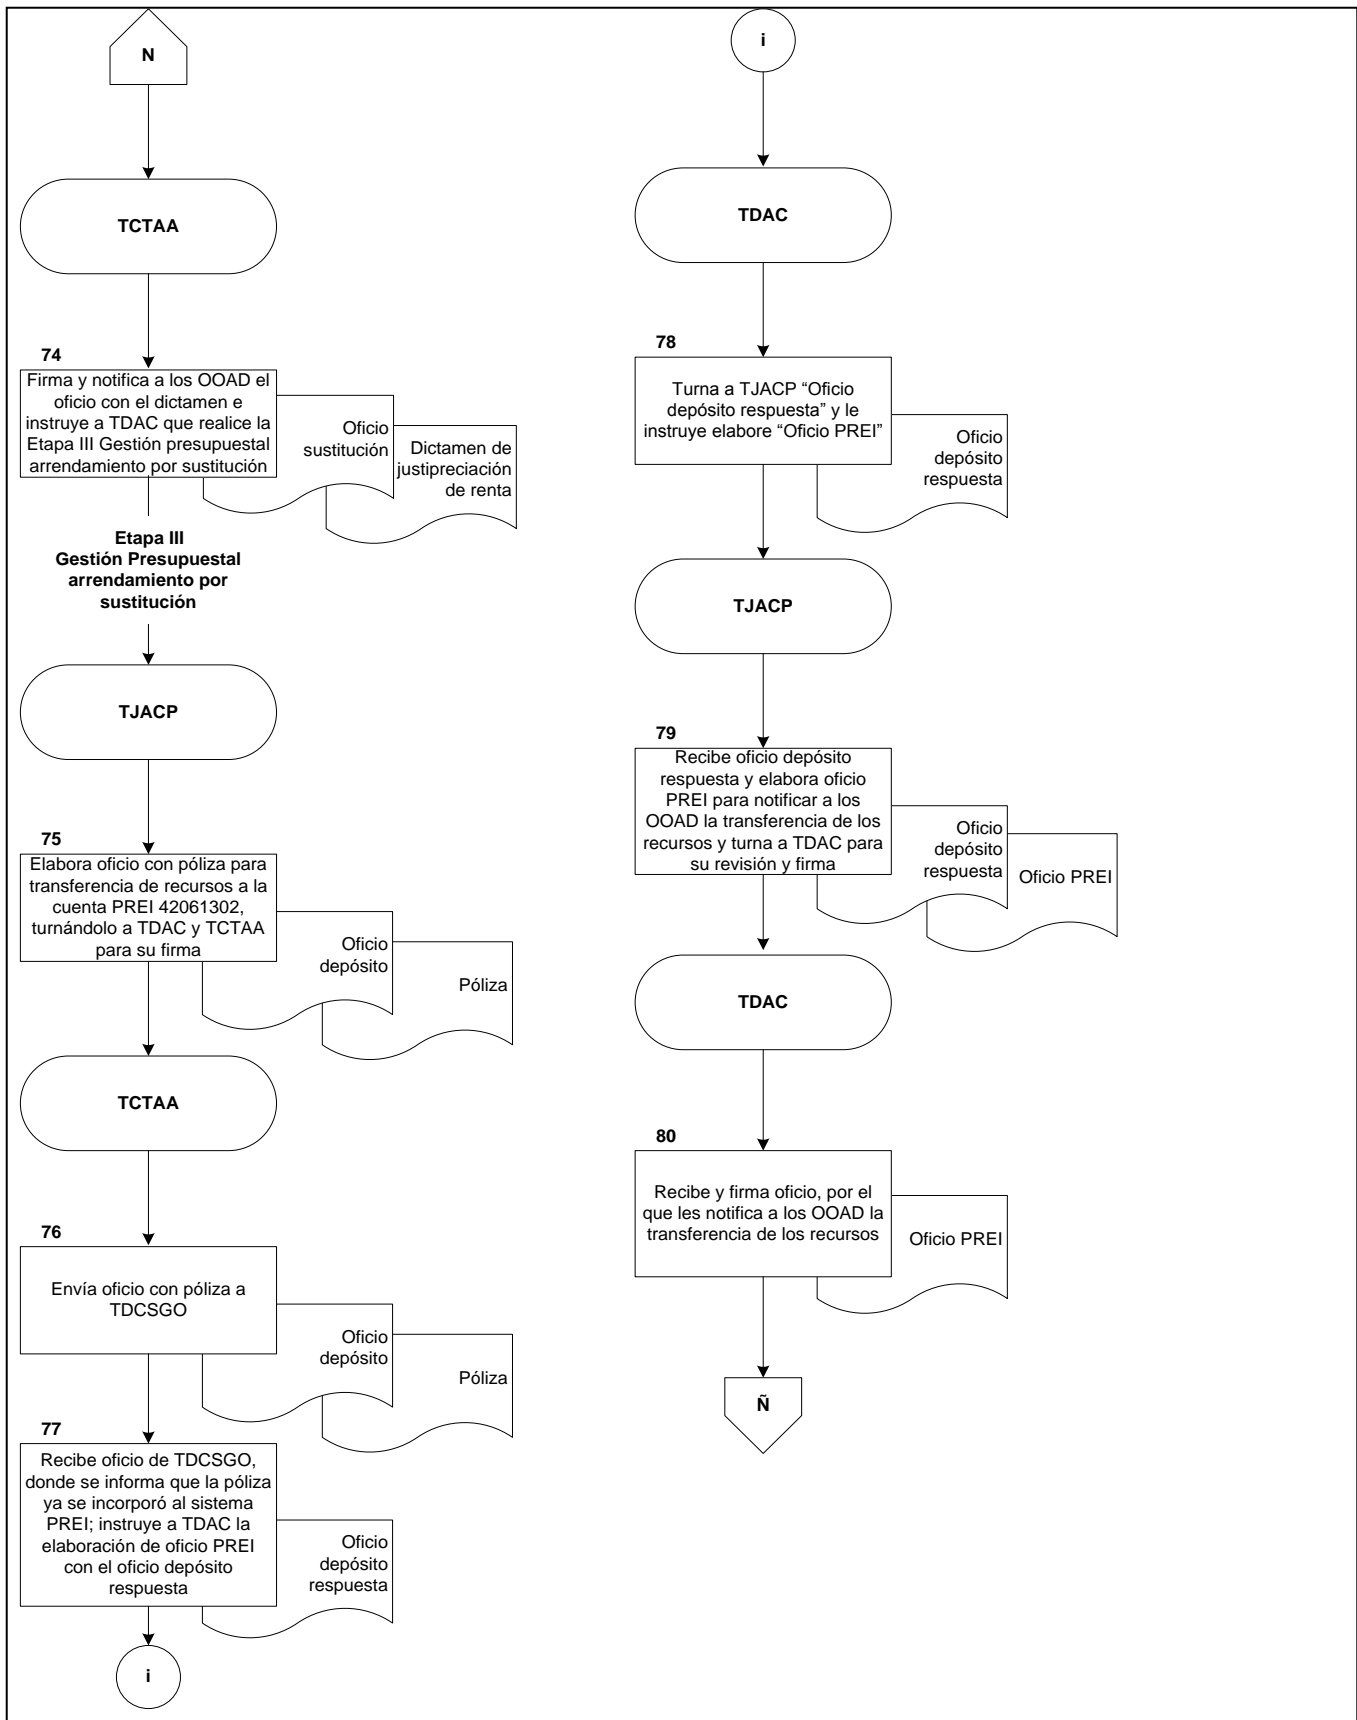 N
TCTAA
74
Firma y notifica a los OOAD el
oficio con el dictamen e
instruye a TDAC que realice la
Etapa III Gestión presupuestal
arrendamiento por sustitución
Oficio
sustitución
Dictamen de
justipreciación
de renta
Etapa III
Gestión Presupuestal
arrendamiento por
sustitución
TJACP
75
Elabora oficio con póliza para
transferencia de recursos a la
cuenta PREI 42061302,
turnándolo a TDAC y TCTAA
para su firma
Oficio
depósito
Póliza
TCTAA
76
Envía oficio con póliza a
TDCSGO
Oficio
depósito
Póliza
77
Recibe oficio de TDCSGO,
donde se informa que la póliza
ya se incorporó al sistema
PREI; instruye a TDAC la
elaboración de oficio PREI
con el oficio depósito
respuesta
Oficio
depósito
respuesta
i
i
TDAC
78
Turna a TJACP “Oficio
depósito respuesta” y le
instruye elabore “Oficio PREI”
Oficio
depósito
respuesta
TJACP
79
Recibe oficio depósito
respuesta y elabora oficio
PREI para notificar a los
OOAD la transferencia de los
recursos y turna a TDAC para
su revisión y firma
Oficio
depósito
respuesta
Oficio PREI
TDAC
80
Recibe y firma oficio, por el
que les notifica a los OOAD la
transferencia de los recursos
Oficio PREI
Ñ